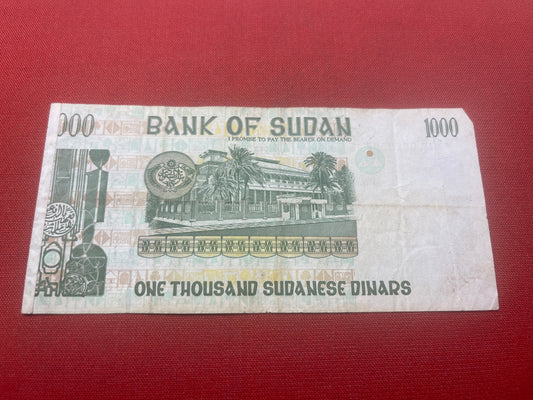 000
BANK OF SUDAN
1000
I PROMISE TO PAY THE BEARER ON DEMAND
ONE THOUSAND SUDANESE DINARS